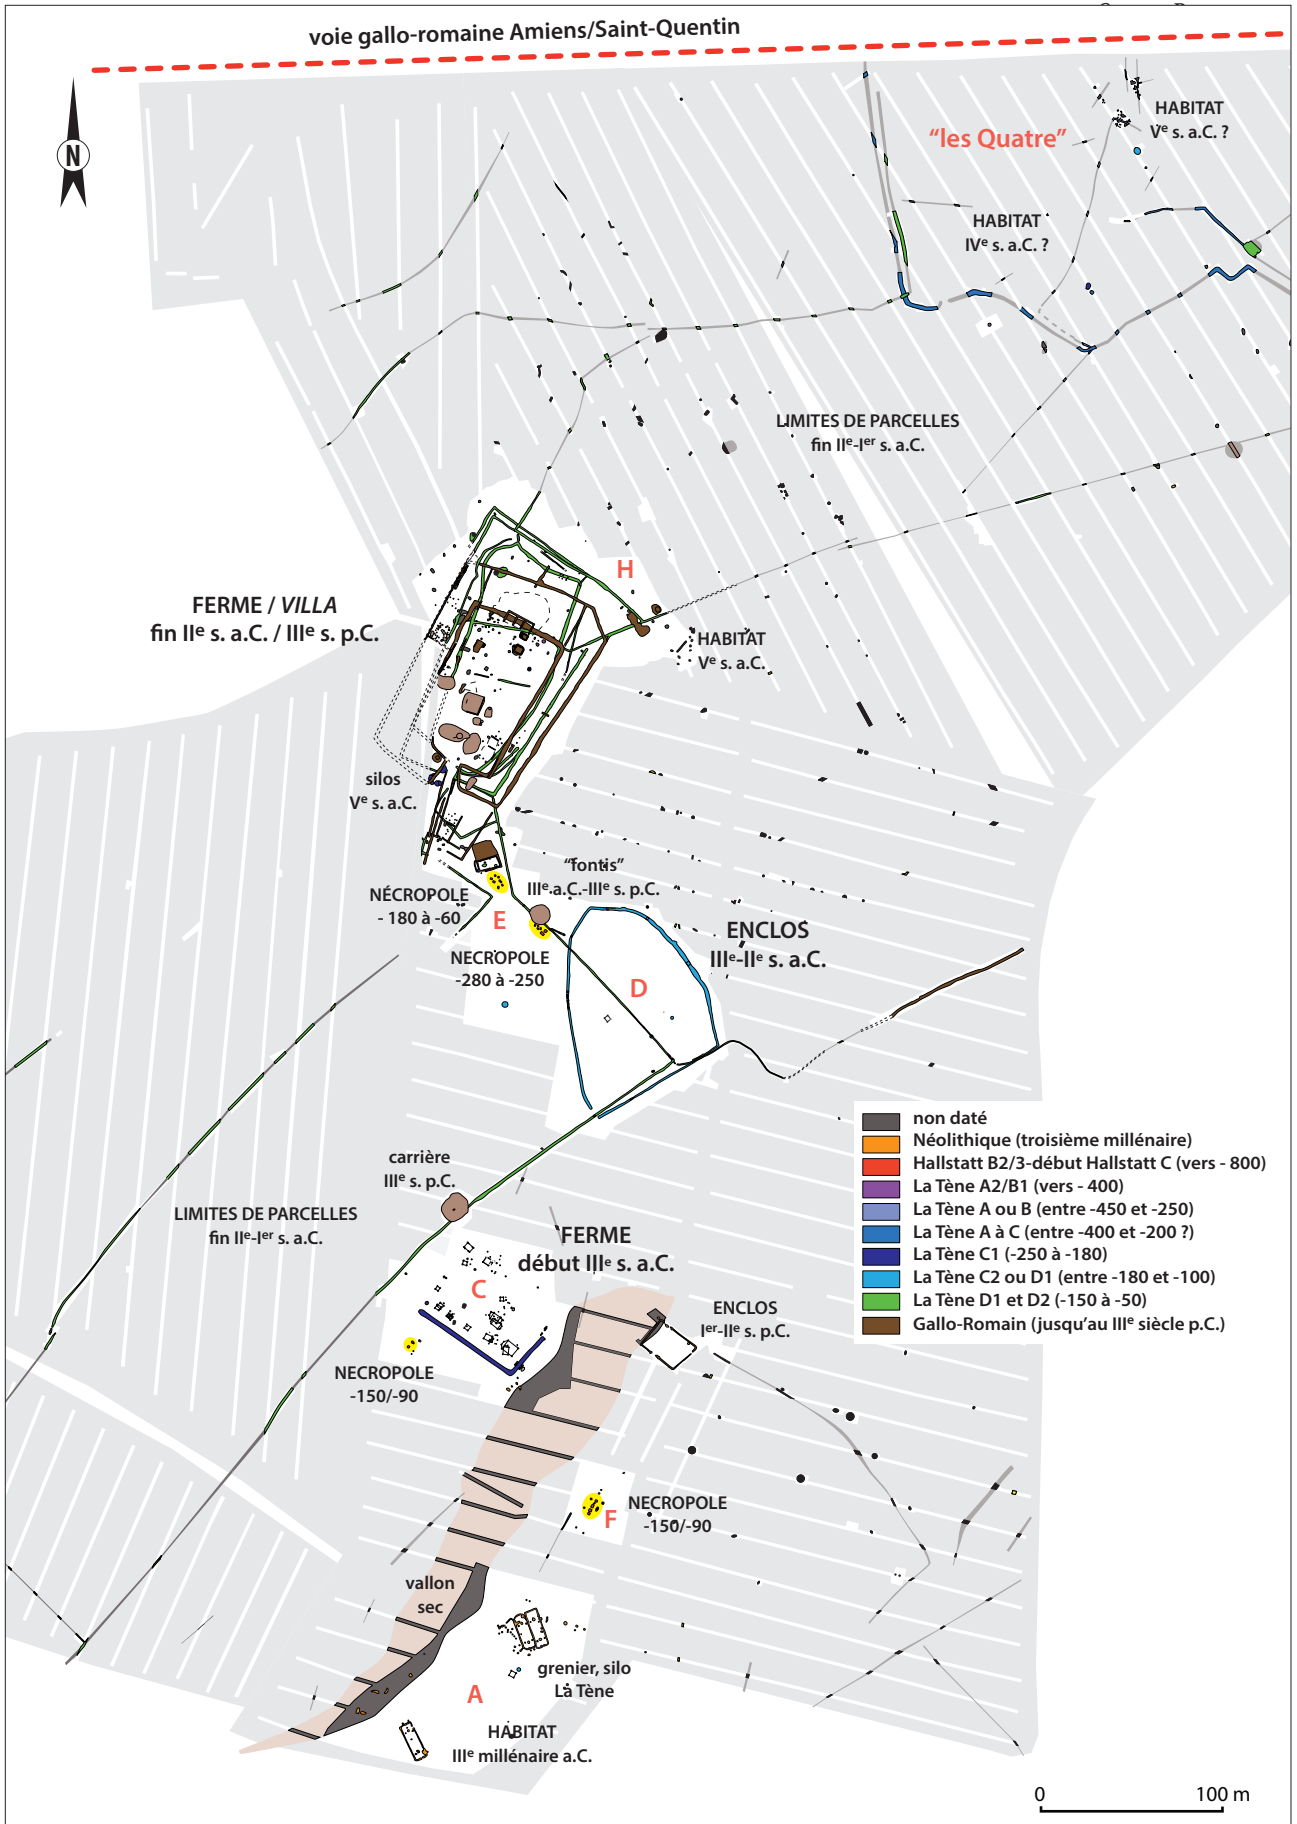 voie gallo-romaine Amiens/Saint-Quentin
N
HABITAT
Ve s. a.C. ?
“les Quatre”
HABITAT
IVe s. a.C. ?
LIMITES DE PARCELLES
fin IIe-Ier s. a.C.
H
FERME / VILLA
fin IIe s. a.C. / IIIe s. p.C.
HABITAT
Ve s. a.C.
silos
Ve s. a.C.
“fontis”
IIIe.a.C.-IIIe s. p.C.
NÉCROPOLE
- 180 à -60
E
ENCLOS
IIIe-IIe s. a.C.
NECROPOLE
-280 à -250
D
non daté
Néolithique (troisième millénaire)
Hallstatt B2/3-début Hallstatt C (vers - 800)
La Tène A2/B1 (vers - 400)
La Tène A ou B (entre -450 et -250)
La Tène A à C (entre -400 et -200 ?)
La Tène C1 (-250 à -180)
La Tène C2 ou D1 (entre -180 et -100)
La Tène D1 et D2 (-150 à -50)
Gallo-Romain (jusqu’au IIIe siècle p.C.)
carrière
IIIe s. p.C.
LIMITES DE PARCELLES
fin IIe-Ier s. a.C.
FERME
début IIIe s. a.C.
C
ENCLOS
Ier-IIe s. p.C.
NECROPOLE
-150/-90
NECROPOLE
-150/-90
F
vallon
sec
grenier, silo
La Tène
A
HABITAT
IIIe millénaire a.C.
0 100 m